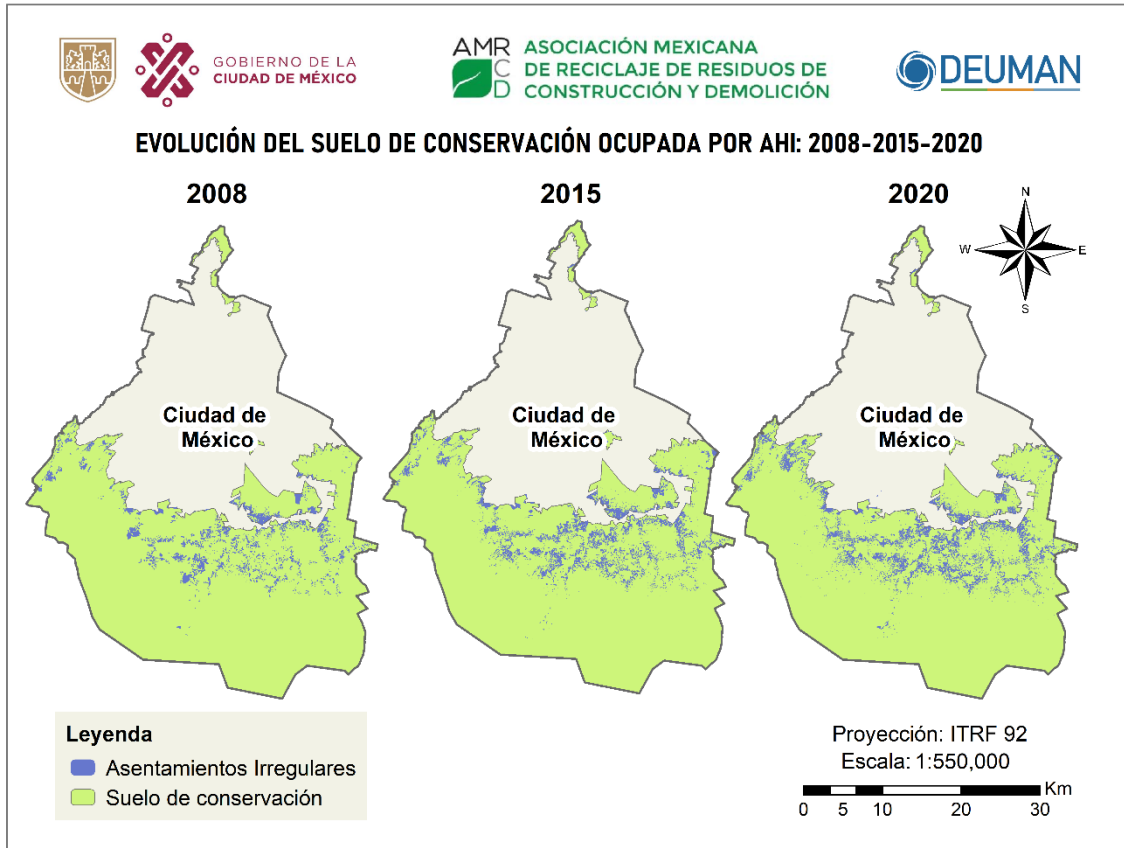 GOBIERNO DE LA
CIUDAD DE MÉXICO
AMR
C
D
ASOCIACIÓN MEXICANA
DE RECICLAJE DE RESIDUOS DE
CONSTRUCCIÓN Y DEMOLICIÓN
DEUMAN
EVOLUCIÓN DEL SUELO DE CONSERVACIÓN OCUPADA POR AHI: 2008-2015-2020
2008
2015
2020
N
W
E
S
Ciudad de
México
Ciudad de
México
Ciudad de
México
Leyenda
Asentamientos Irregulares
Suelo de conservación
Proyección: ITRF 92
Escala: 1:550,000
Km
0 5 10 20 30